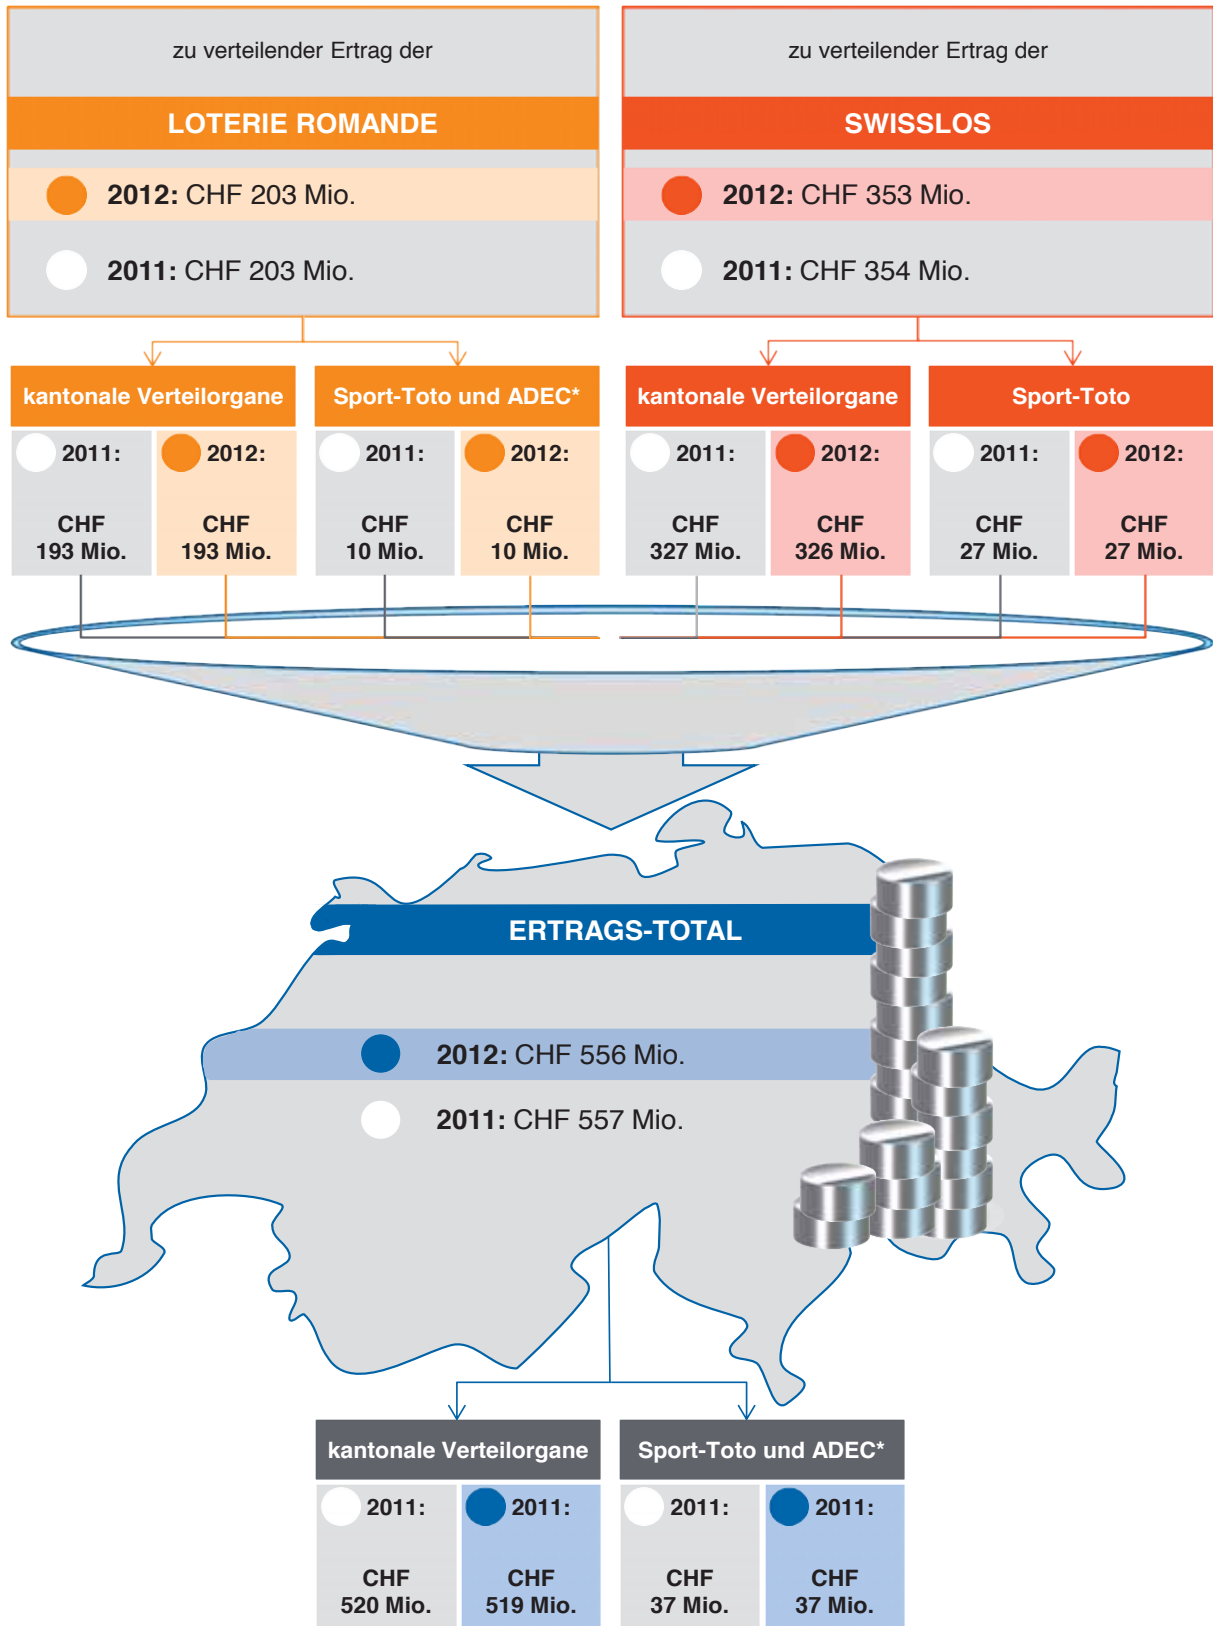 zu verteilender Ertrag der
LOTERIE ROMANDE
2012: CHF 203 Mio.
2011: CHF 203 Mio.
zu verteilender Ertrag der
SWISSLOS
2012: CHF 353 Mio.
2011: CHF 354 Mio.
kantonale Verteilorgane
2011:
CHF
193 Mio.
2012:
CHF
193 Mio.
Sport-Toto und ADEC*
2011:
CHF
10 Mio.
2012:
CHF
10 Mio.
kantonale Verteilorgane
2011:
CHF
327 Mio.
2012:
CHF
326 Mio.
Sport-Toto
2011:
CHF
27 Mio.
2012:
CHF
27 Mio.
ERTRAGS-TOTAL
2012: CHF 556 Mio.
2011: CHF 557 Mio.
kantonale Verteilorgane
2011:
CHF
520 Mio.
2011:
CHF
519 Mio.
Sport-Toto und ADEC*
2011:
CHF
37 Mio.
2011:
CHF
37 Mio.